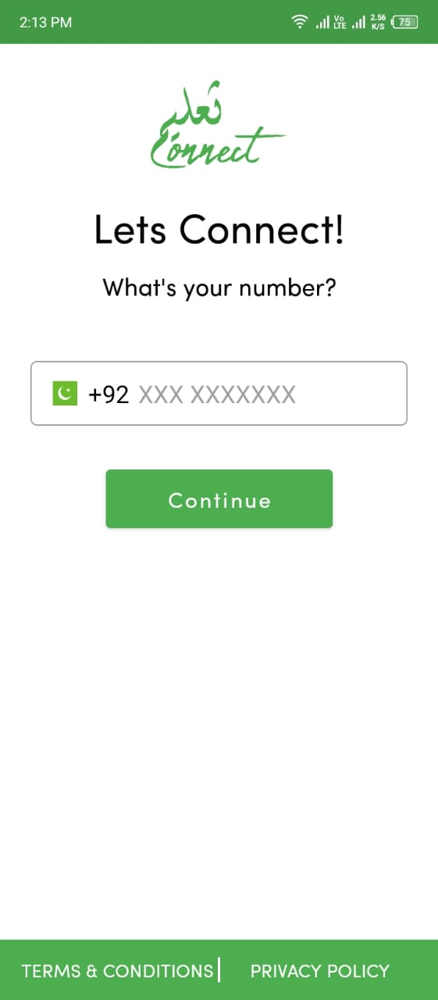 2:13 PM
Vo LTE
2.56 K/S
75
تعلیم
Connect
Lets Connect!
What's your number?
+92 XXX XXXXXXX
Continue
TERMS & CONDITIONS
PRIVACY POLICY